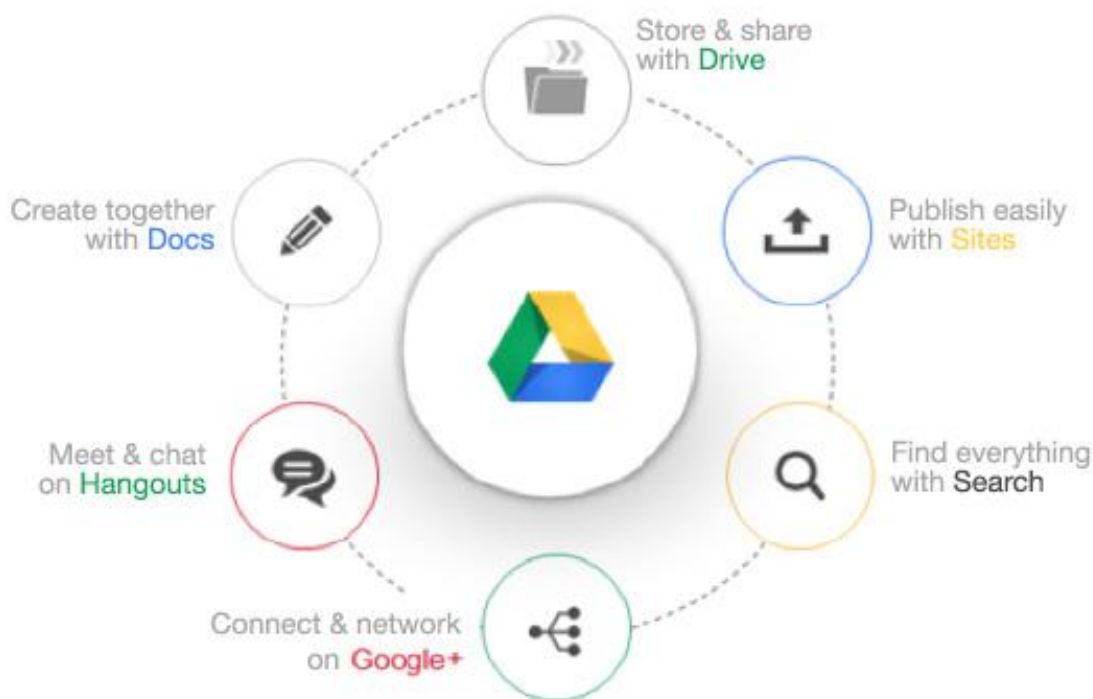 Store & share
with Drive
Create together
with Docs
Publish easily
with Sites
Meet & chat
on Hangouts
Find everything
with Search
Connect & network
on Google+